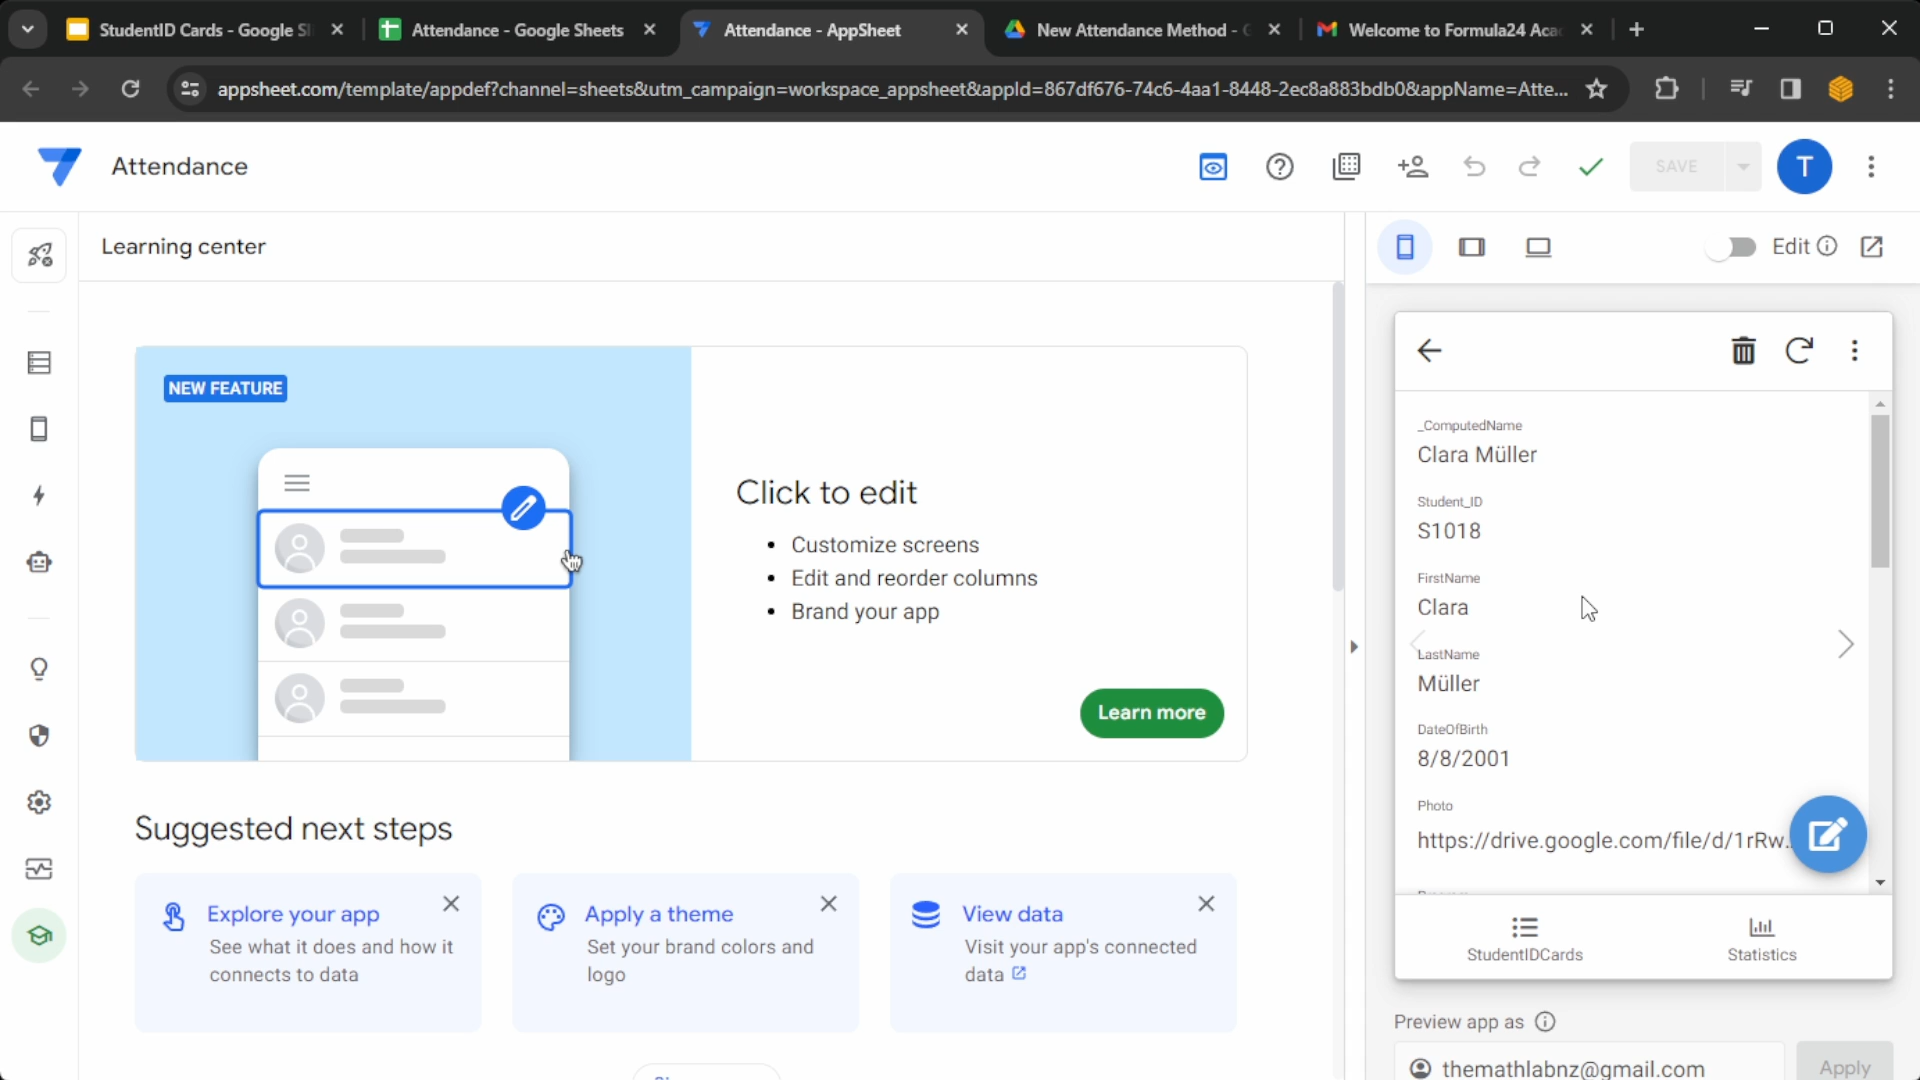 StudentID Cards - Google Sl
Attendance - Google Sheets
Attendance - AppSheet
New Attendance Method -
Welcome to Formula24 Aca
appsheet.com/template/appdef?channel=sheets&utm_campaign=workspace_appsheet&appId=867df676-74c6-4aa1-8448-2ec8a883bdb0&appName=Atte...
Attendance
SAVE
T
Learning center
Edit
NEW FEATURE
Click to edit
• Customize screens
• Edit and reorder columns
• Brand your app
Learn more
Suggested next steps
Explore your app
See what it does and how it
connects to data
Apply a theme
Set your brand colors and
logo
View data
Visit your app's connected
data
_ComputedName
Clara Müller
Student_ID
S1018
FirstName
Clara
LastName
Müller
DateOfBirth
8/8/2001
Photo
https://drive.google.com/file/d/1rRw...
StudentIDCards
Statistics
Preview app as
themathlabnz@gmail.com
Apply